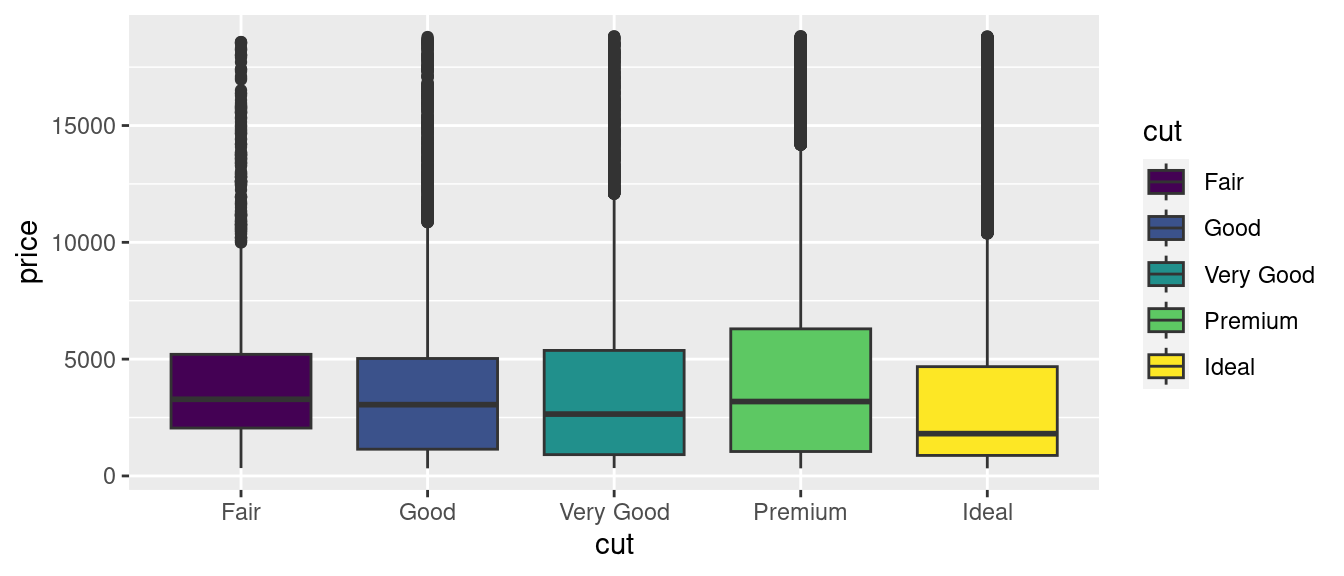 price
15000
10000
5000
0
Fair
Good
Very Good
Premium
Ideal
cut
cut
Fair
Good
Very Good
Premium
Ideal